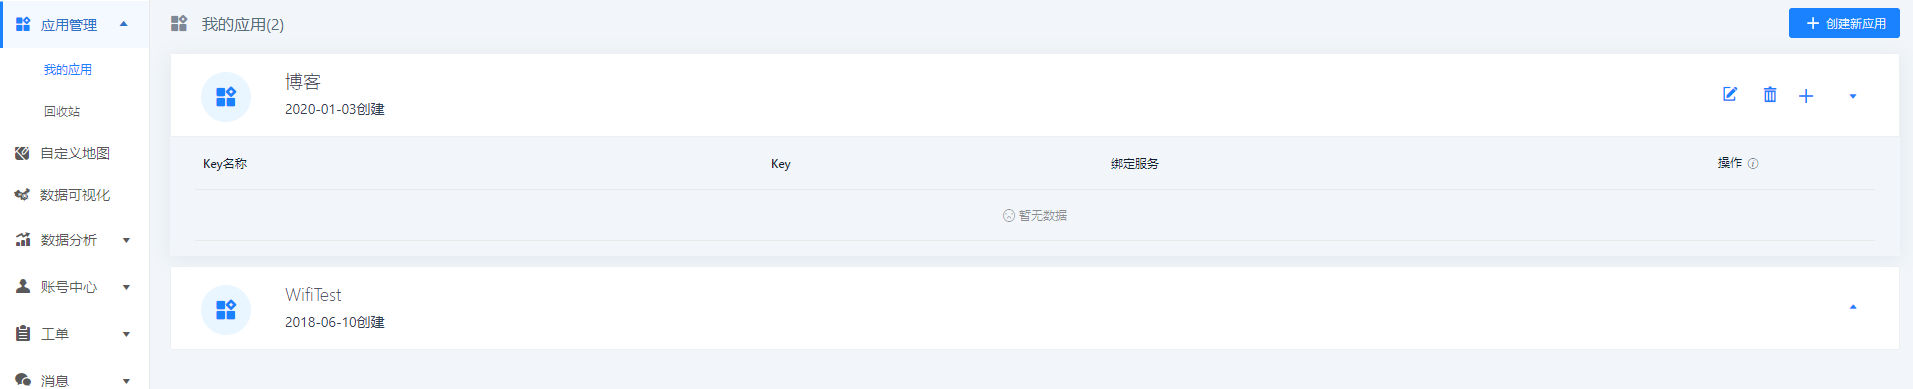 应用管理
我的应用
回收站
自定义地图
数据可视化
数据分析
账号中心
工单
消息
我的应用(2)
创建新应用
博客
2020-01-03创建
Key名称 Key 绑定服务 操作
暂无数据
WifiTest
2018-06-10创建